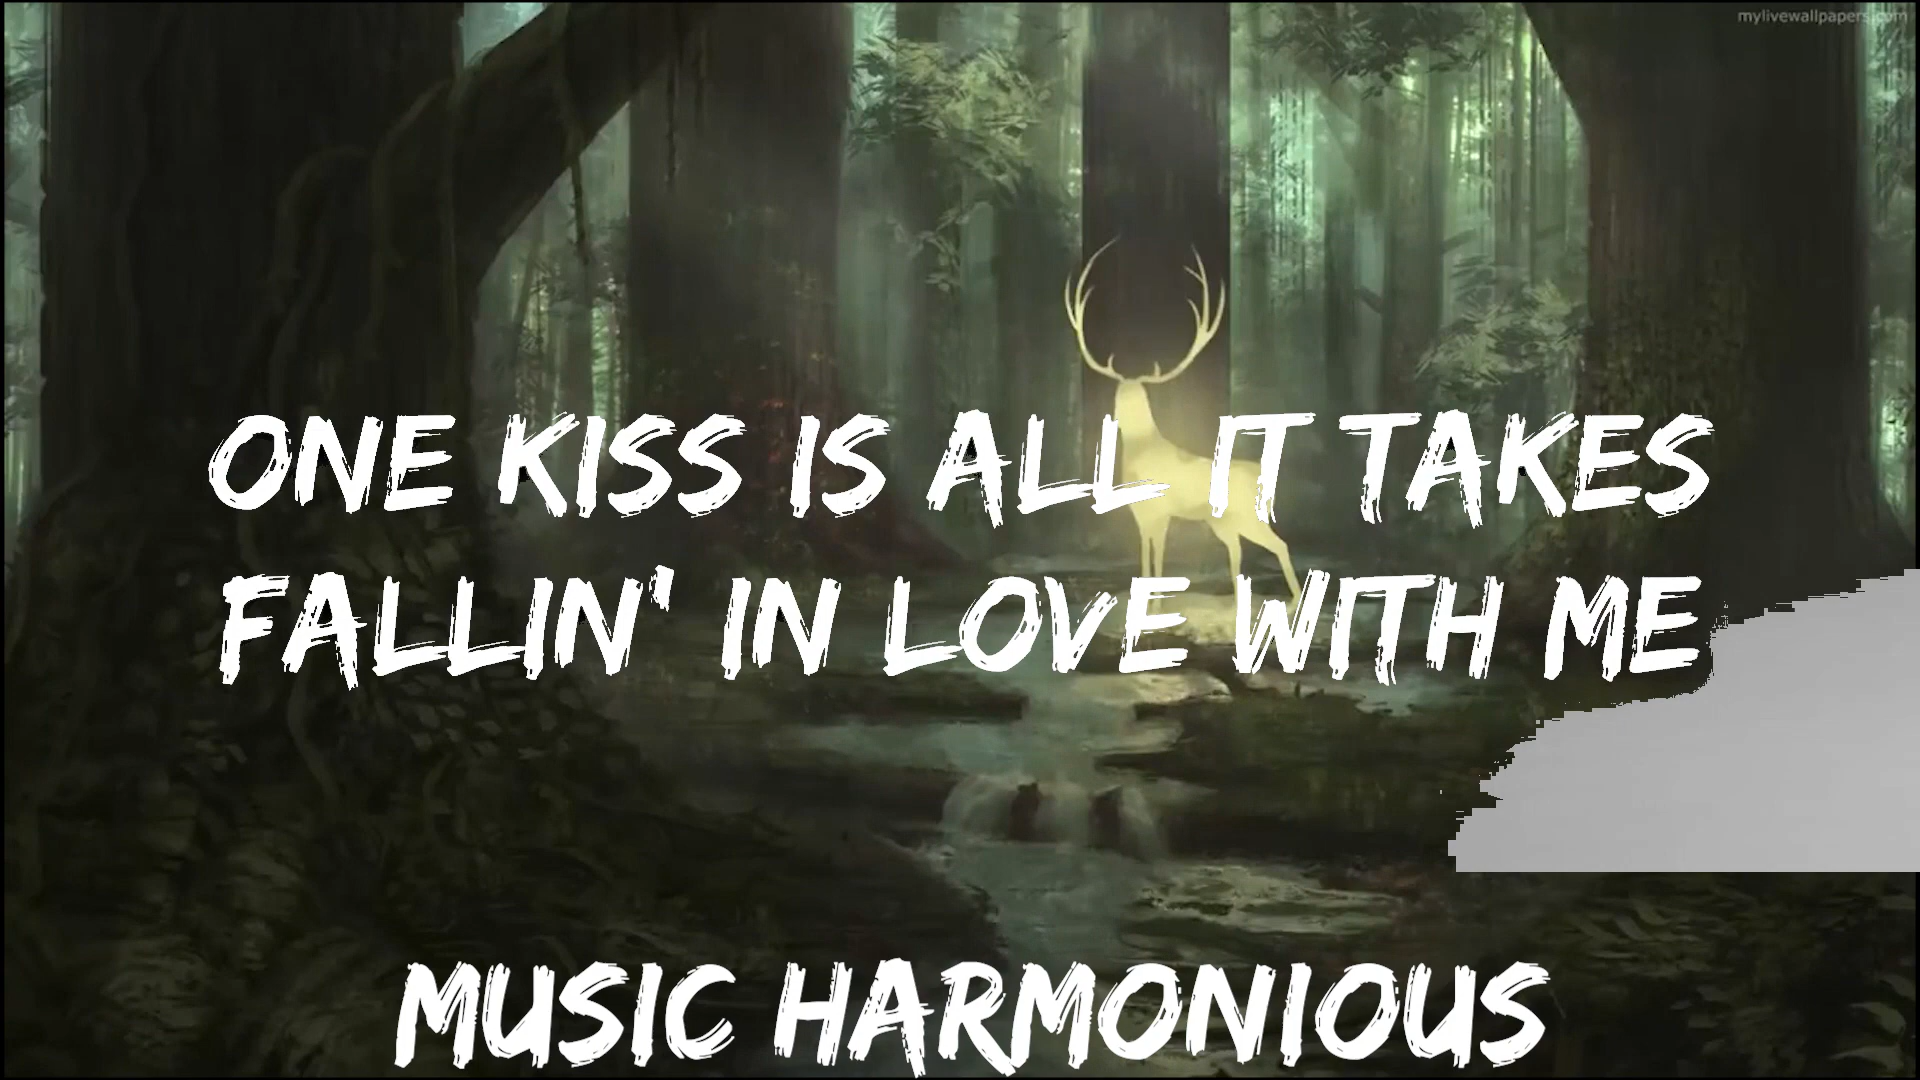 mylivewallpapers.com
ONE KISS IS ALL IT TAKES
FALLIN' IN LOVE WITH ME
MUSIC HARMONIOUS